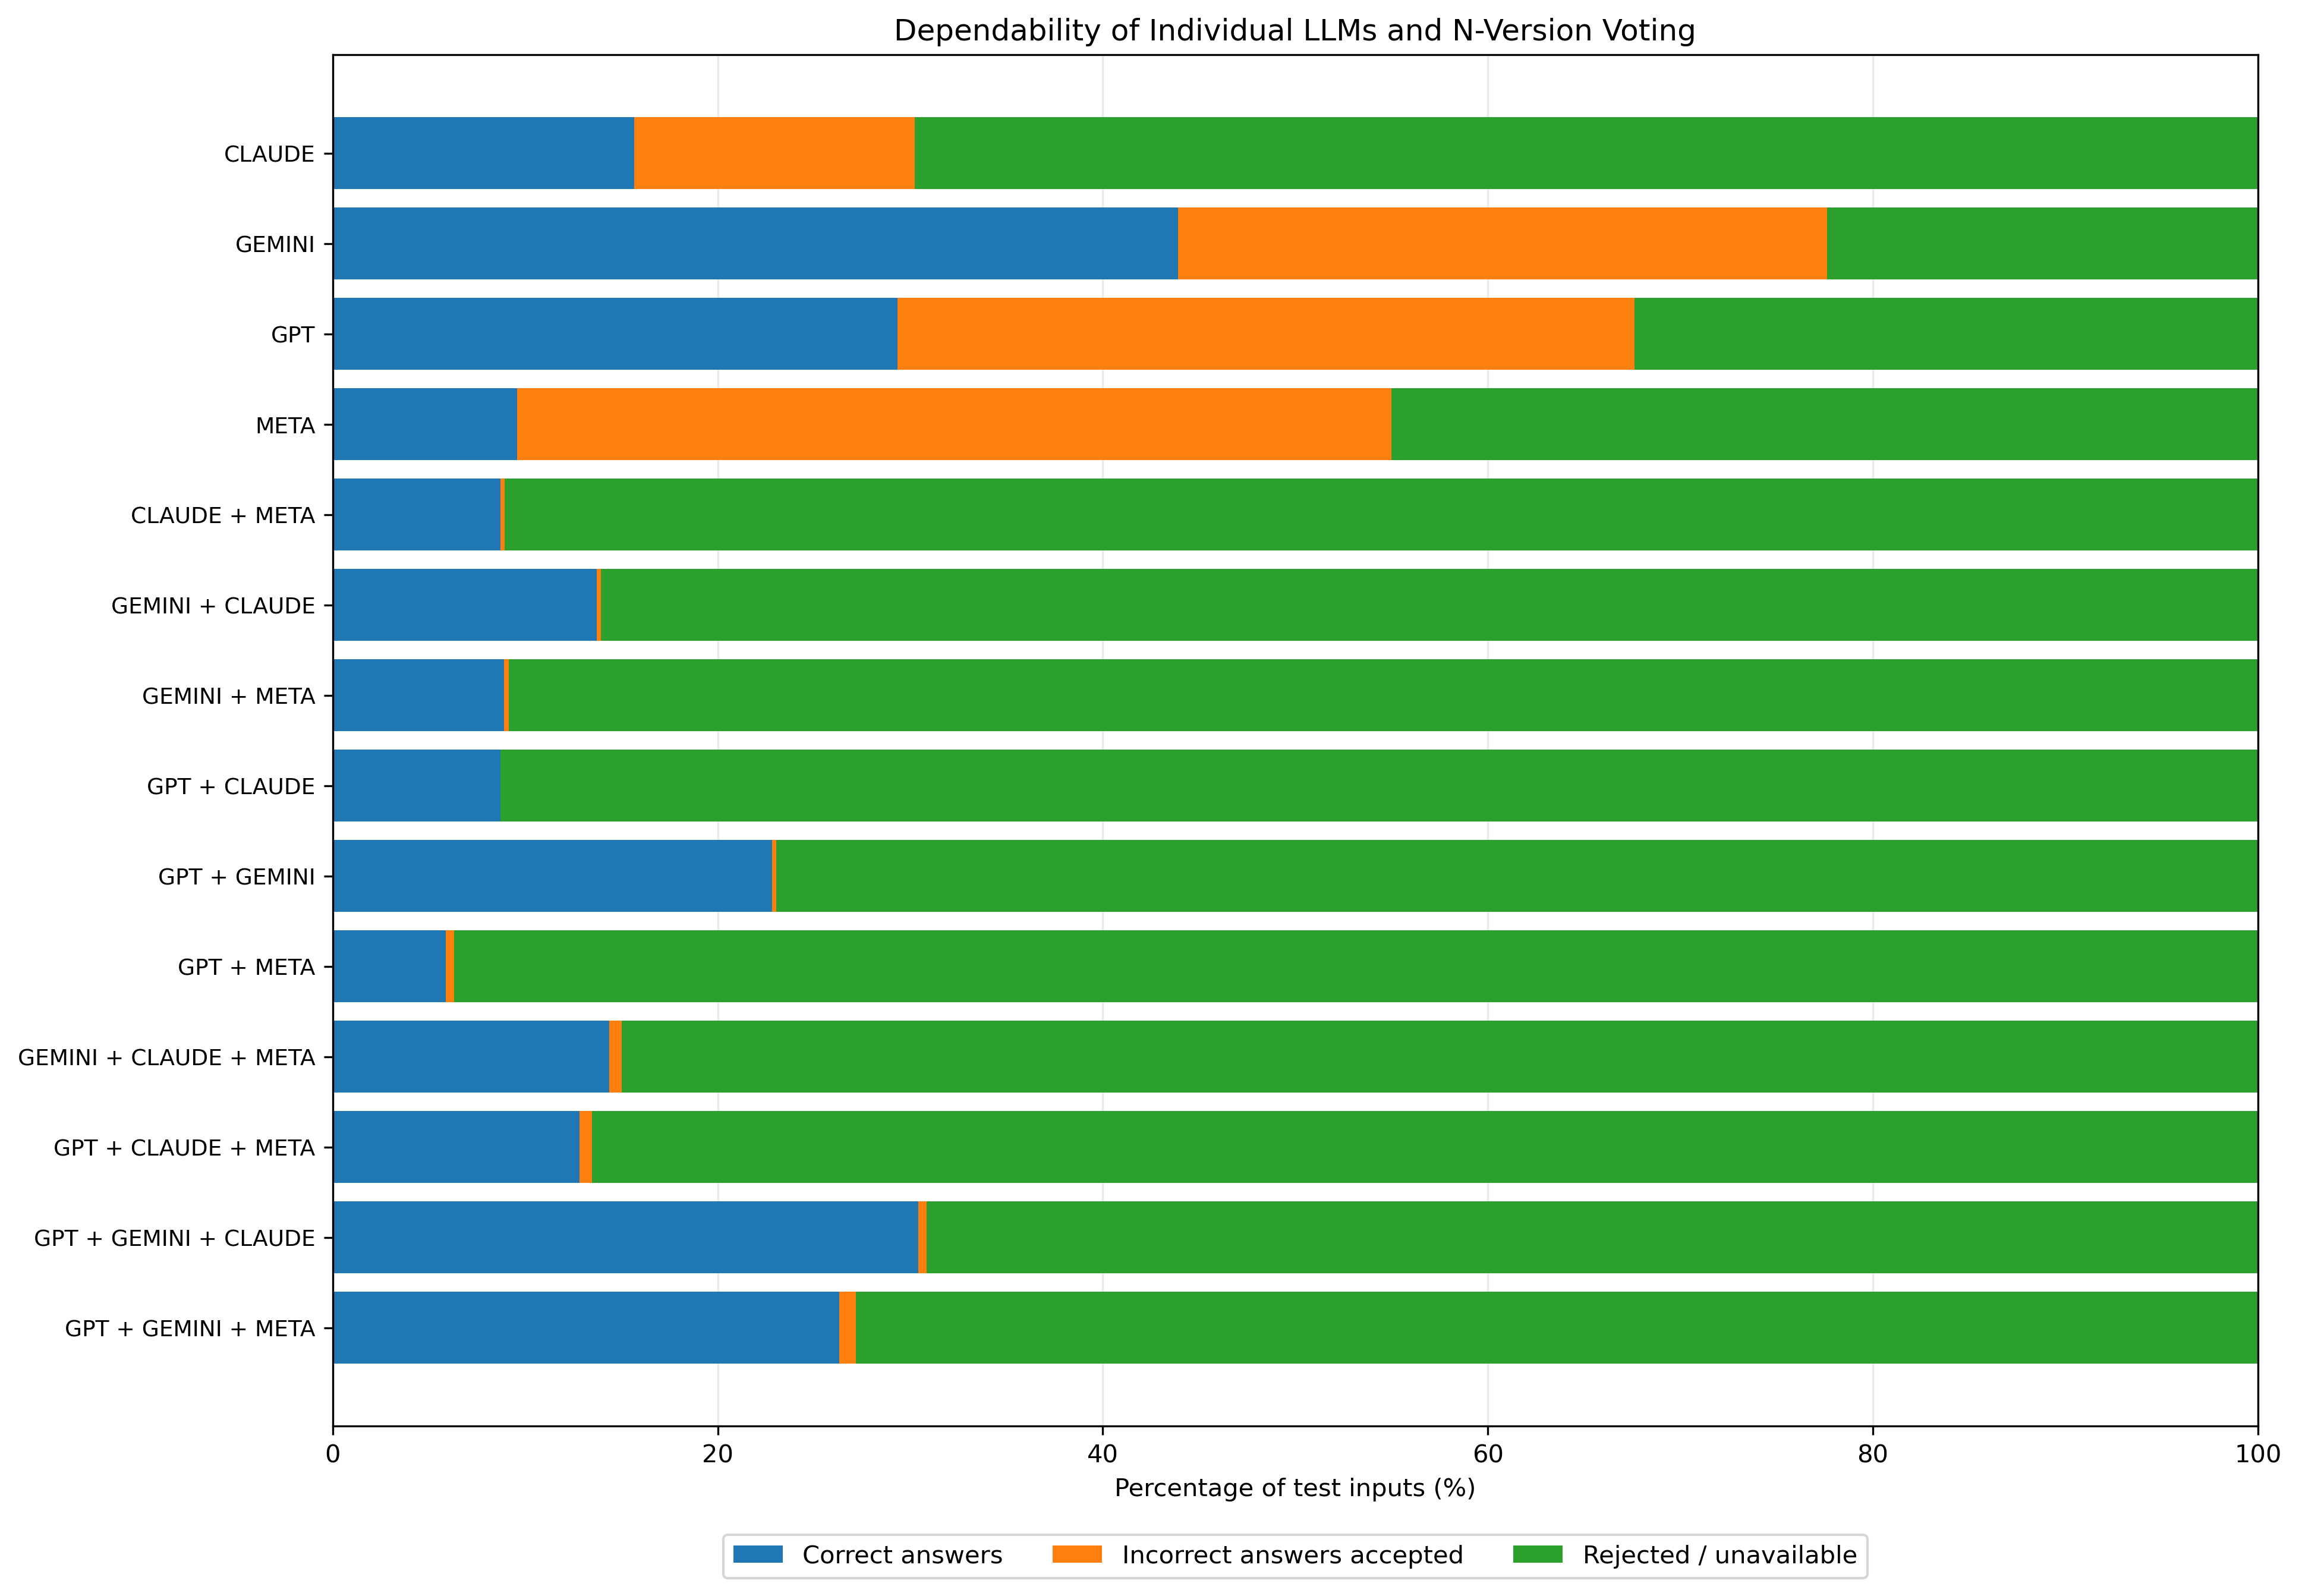 Dependability of Individual LLMs and N-Version Voting
CLAUDE
GEMINI
GPT
META
CLAUDE + META
GEMINI + CLAUDE
GEMINI + META
GPT + CLAUDE
GPT + GEMINI
GPT + META
GEMINI + CLAUDE + META
GPT + CLAUDE + META
GPT + GEMINI + CLAUDE
GPT + GEMINI + META
0 20 40 60 80 100
Percentage of test inputs (%)
Correct answers Incorrect answers accepted Rejected / unavailable